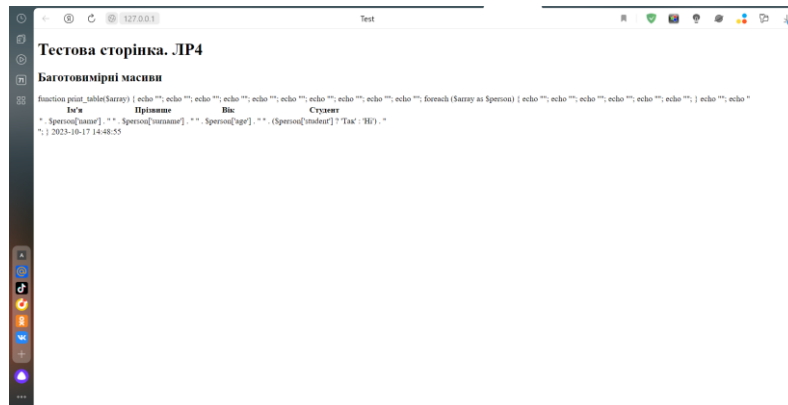 127.0.0.1
Test
Тестова сторінка. ЛР4
Баготовимірні масиви
function print_table($array) { echo ""; echo ""; echo ""; echo ""; echo ""; echo ""; echo ""; echo ""; echo ""; echo ""; echo ""; foreach ($array as $person) { echo ""; echo ""; echo ""; echo ""; echo ""; echo ""; echo ""; } echo ""; echo "
Ім'я Прізвище Вік Студент
" . $person['name'] . " " . $person['surname'] . " " . $person['age'] . " " . ($person['student'] ? 'Так' : 'Ні') . "
"; } 2023-10-17 14:48:55